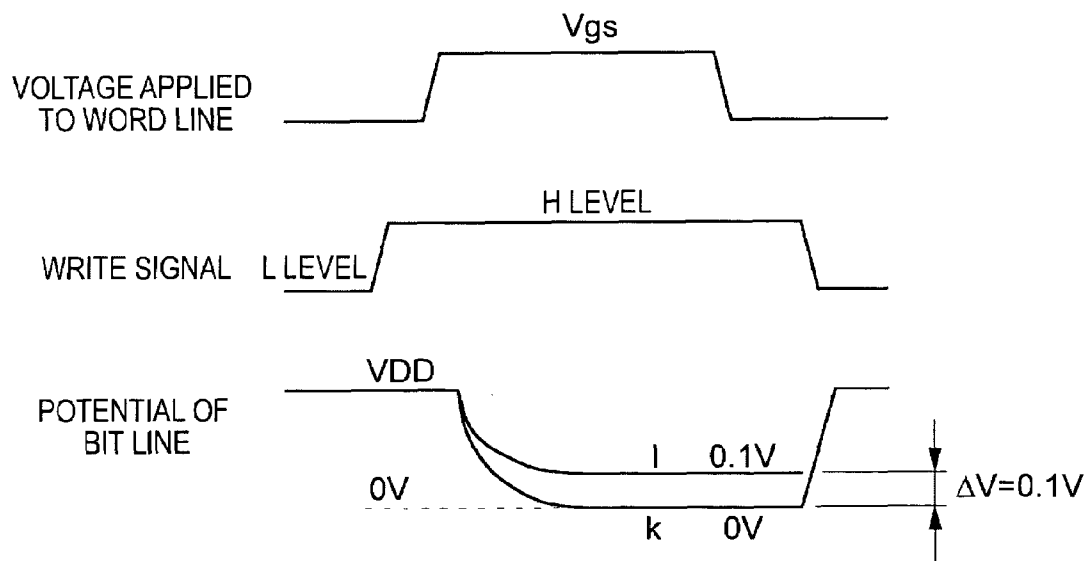 Vgs
VOLTAGE APPLIED
TO WORD LINE
H LEVEL
WRITE SIGNAL L LEVEL
VDD
POTENTIAL OF
BIT LINE
l 0.1V
0V
ΔV=0.1V
k 0V